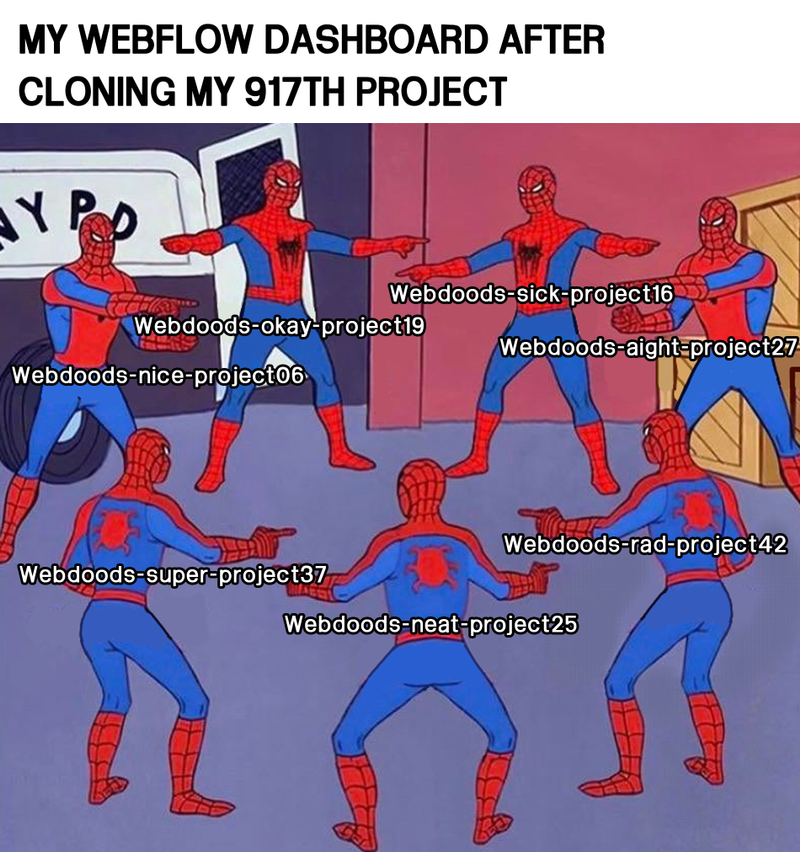 MY WEBFLOW DASHBOARD AFTER
CLONING MY 917TH PROJECT
NYPD
Webdoods-sick-project16
Webdoods-okay-project19
Webdoods-aight-project27
Webdoods-nice-project06
Webdoods-rad-project42
Webdoods-super-project37
Webdoods-neat-project25